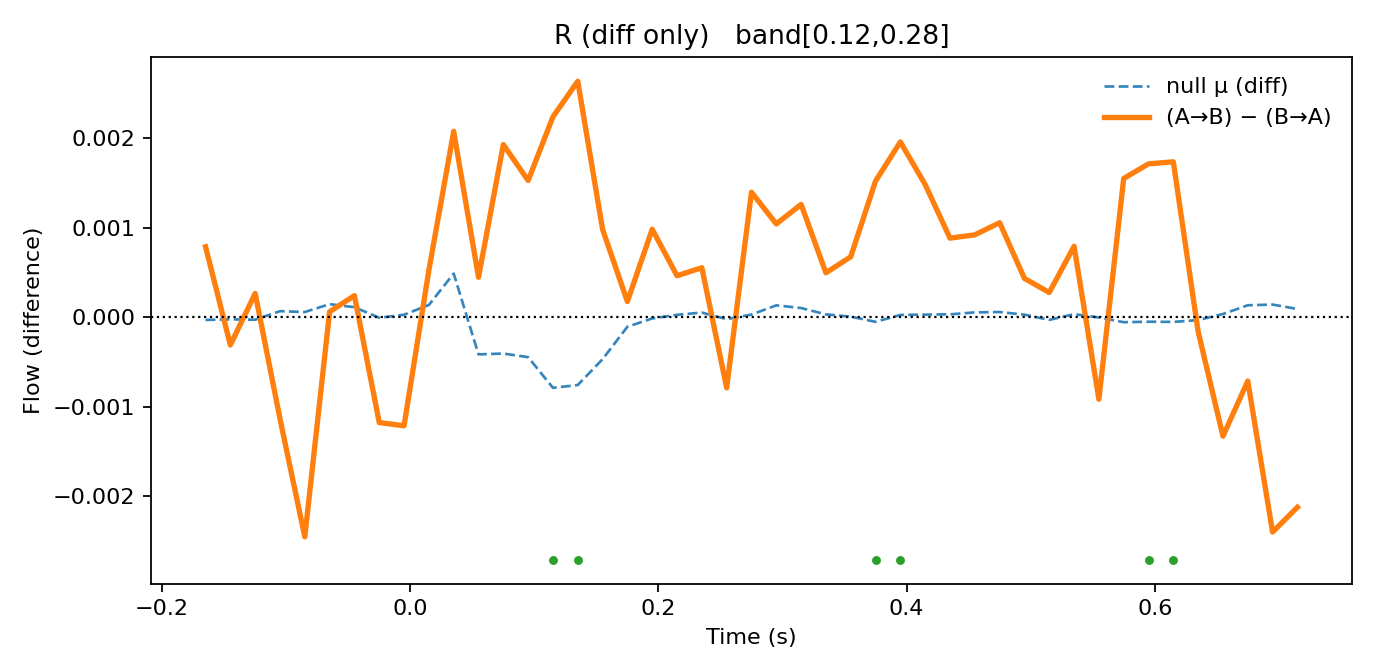 R (diff only)   band[0.12,0.28]
null μ (diff)
(A→B) − (B→A)
Flow (difference)
0.002
0.001
0.000
−0.001
−0.002
−0.2
0.0
0.2
0.4
0.6
Time (s)